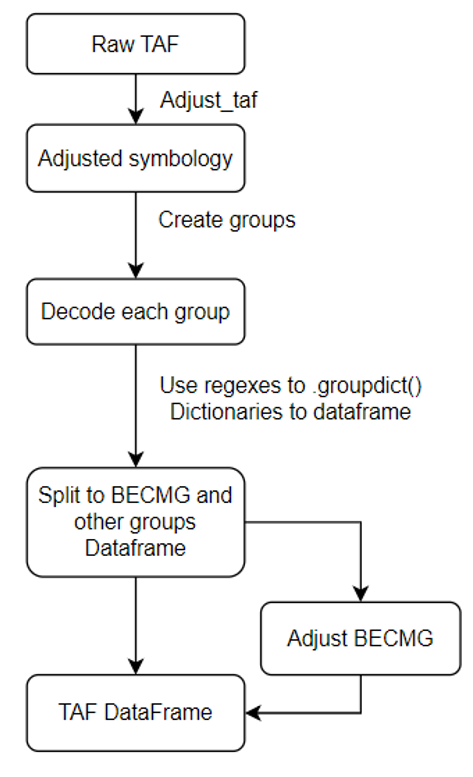 Raw TAF
Adjust_taf
Adjusted symbology
Create groups
Decode each group
Use regexes to .groupdict()
Dictionaries to dataframe
Split to BECMG and
other groups
Dataframe
Adjust BECMG
TAF DataFrame